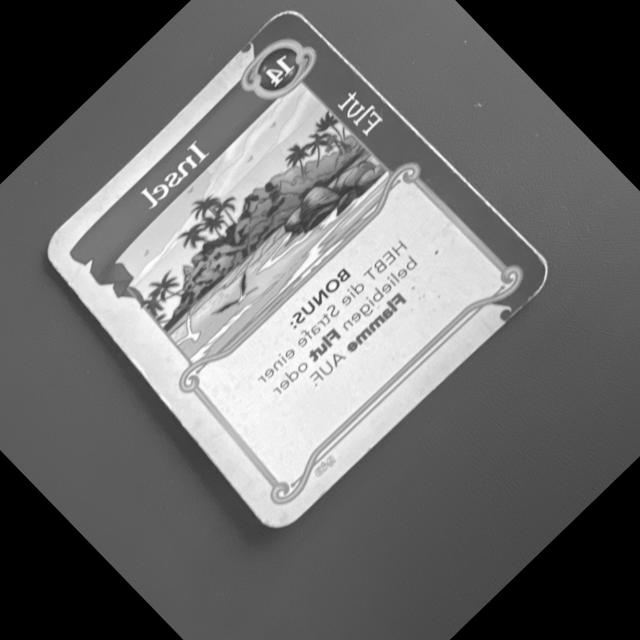 14
Insel
Flut
BONUS:
HEBT die Strafe einer
beliebigen Flut oder
Flamme AUF.